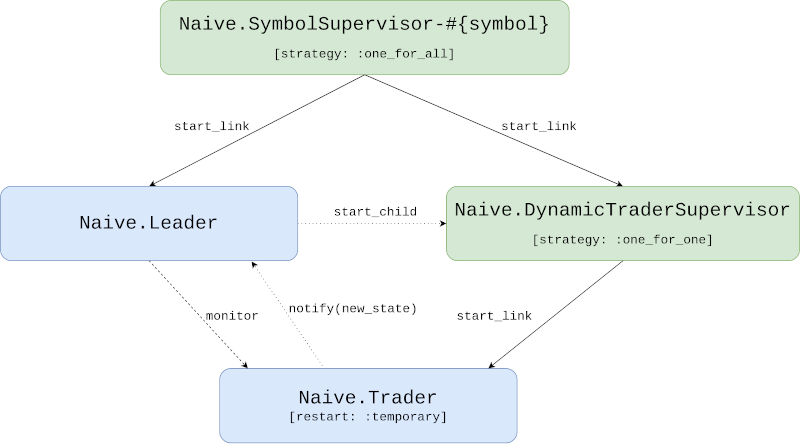 Naive.SymbolSupervisor-#{symbol}
[strategy: :one_for_all]
start_link
start_link
Naive.Leader
start_child
Naive.DynamicTraderSupervisor
[strategy: :one_for_one]
monitor
notify(new_state)
start_link
Naive.Trader
[restart: :temporary]